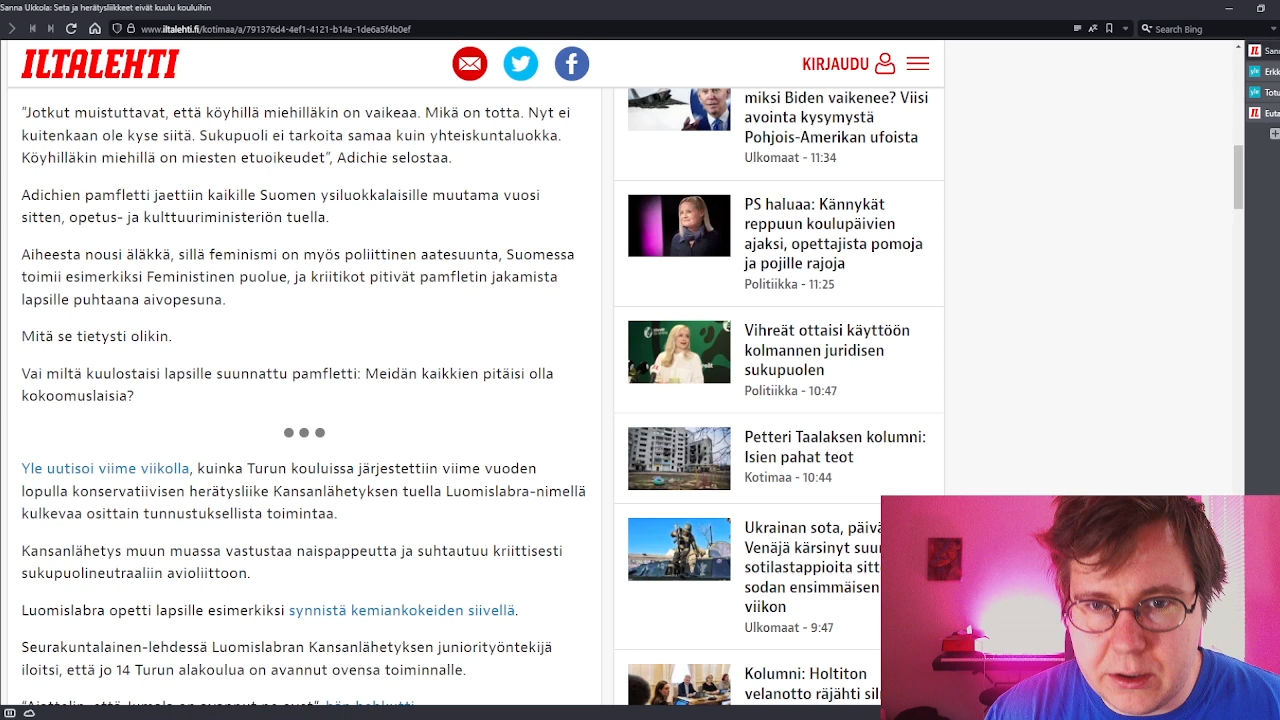 Sanna Ukkola: Seta ja herätysliikkeet eivät kuulu kouluihin
www.iltalehti.fi/kotimaa/a/791376d4-4ef1-4121-b14a-1de6a5f4b0ef
Search Bing
ILTALEHTI
KIRJAUDU
"Jotkut muistuttavat, että köyhillä miehilläkin on vaikeaa. Mikä on totta. Nyt ei
kuitenkaan ole kyse siitä. Sukupuoli ei tarkoita samaa kuin yhteiskuntaluokka.
Köyhilläkin miehillä on miesten etuoikeudet", Adichie selostaa.
Adichien pamfletti jaettiin kaikille Suomen ysiluokkalaisille muutama vuosi
sitten, opetus- ja kulttuuriministeriön tuella.
Aiheesta nousi äläkkä, sillä feminismi on myös poliittinen aatesuunta, Suomessa
toimii esimerkiksi Feministinen puolue, ja kriitikot pitivät pamfletin jakamista
lapsille puhtaana aivopesuna.
Mitä se tietysti olikin.
Vai miltä kuulostaisi lapsille suunnattu pamfletti: Meidän kaikkien pitäisi olla
kokoomuslaisia?
Yle uutisoi viime viikolla, kuinka Turun kouluissa järjestettiin viime vuoden
lopulla konservatiivisen herätysliike Kansanlähetyksen tuella Luomislabra-nimellä
kulkevaa osittain tunnustuksellista toimintaa.
Kansanlähetys muun muassa vastustaa naispappeutta ja suhtautuu kriittisesti
sukupuolineutraaliin avioliittoon.
Luomislabra opetti lapsille esimerkiksi synnistä kemiankokeiden siivellä.
Seurakuntalainen-lehdessä Luomislabran Kansanlähetyksen juniorityöntekijä
iloitsi, että jo 14 Turun alakoulua on avannut ovensa toiminnalle.
miksi Biden vaikenee? Viisi
avointa kysymystä
Pohjois-Amerikan ufoista
Ulkomaat - 11:34
PS haluaa: Kännykät
reppuun koulupäivien
ajaksi, opettajista pomoja
ja pojille rajoja
Politiikka - 11:25
Vihreät ottaisi käyttöön
kolmannen juridisen
sukupuolen
Politiikka - 10:47
Petteri Taalaksen kolumni:
Isien pahat teot
Kotimaa - 10:44
Ukrainan sota, päivä
Venäjä kärsinyt suur
sotilastappioita sitt
sodan ensimmäisen
viikon
Ulkomaat - 9:47
Kolumni: Holtiton
velanotto räjähti sil
San
Erkk
Totu
Euta